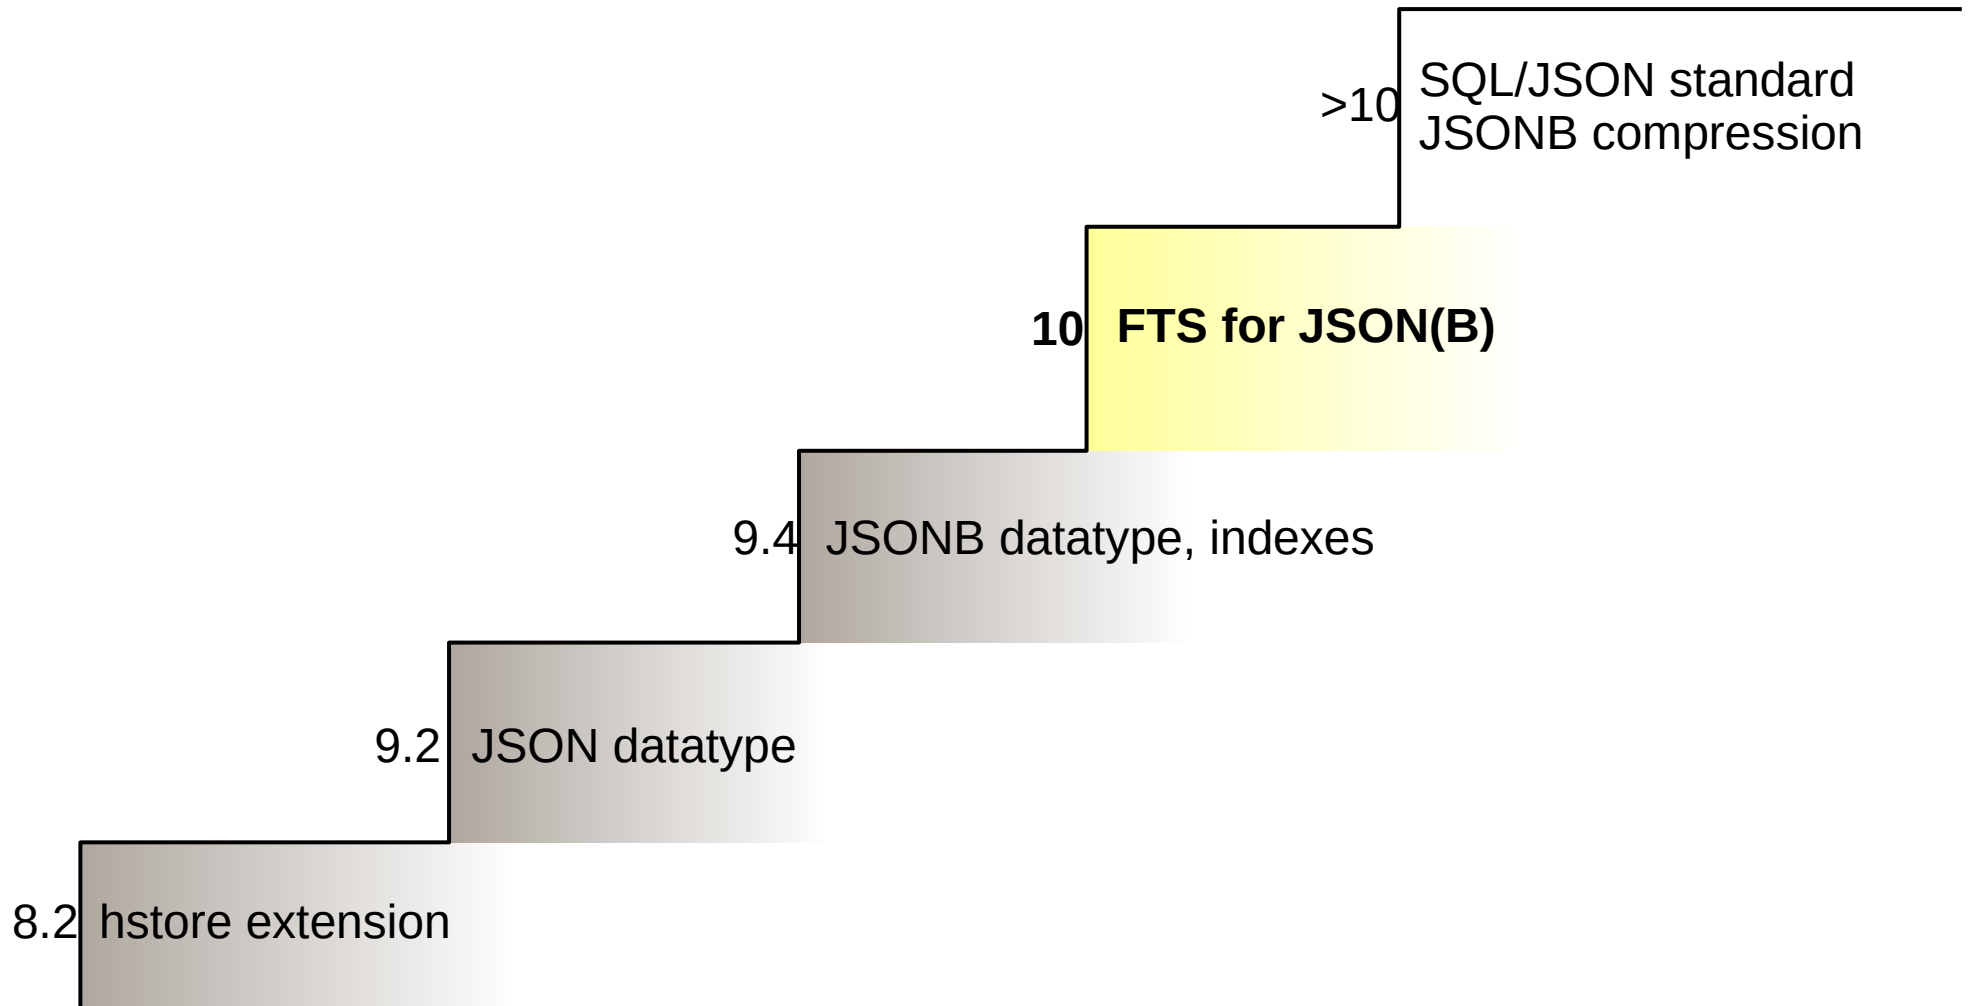 >10 SQL/JSON standard
JSONB compression
10 FTS for JSON(B)
9.4 JSONB datatype, indexes
9.2 JSON datatype
8.2 hstore extension